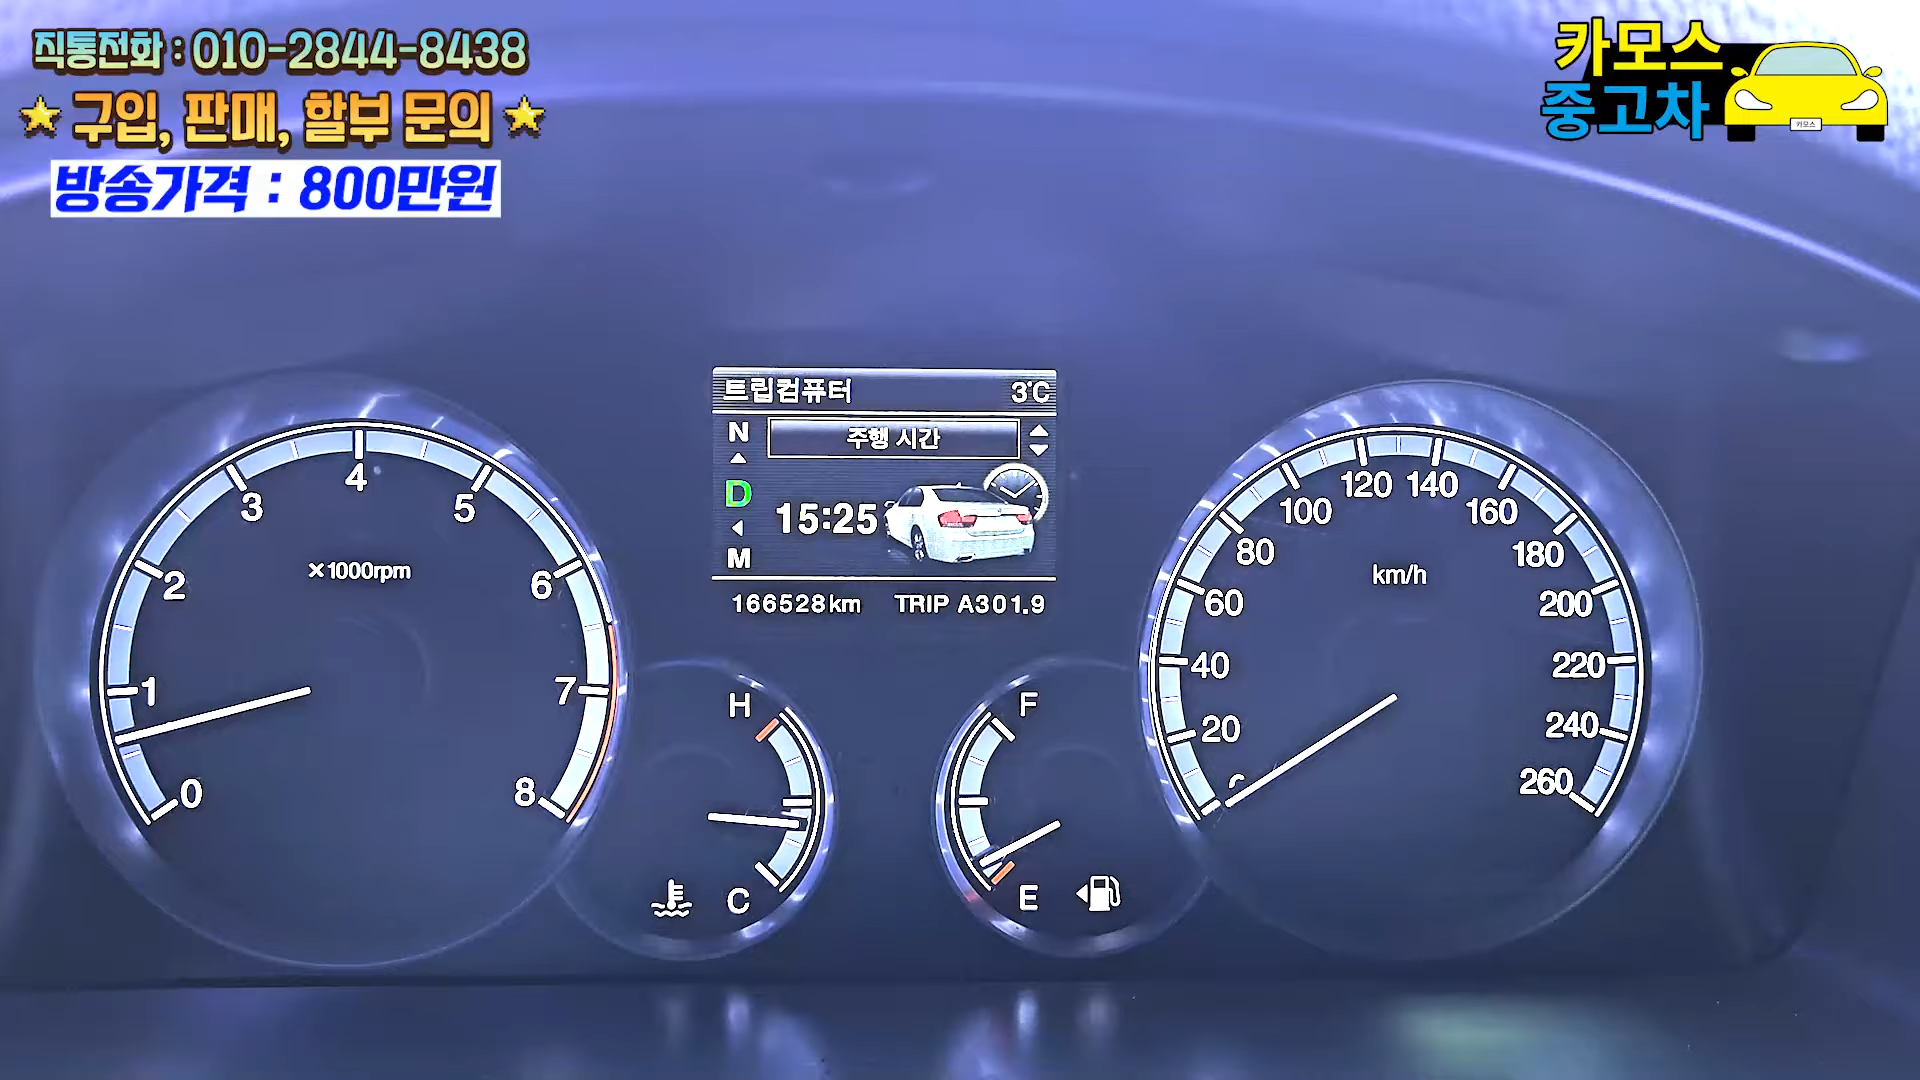 직통전화 : 010-2844-8438
구입, 판매, 할부 문의
방송가격 : 800만원
카모스
중고차
카모스
트립컴퓨터 3℃
N
주행 시간
D
15:25
M
166528km TRIP A301.9
0
1
2
3
4
5
6
7
8
×1000rpm
H
C
F
E
20
40
60
80
100
120
140
160
180
200
220
240
260
km/h